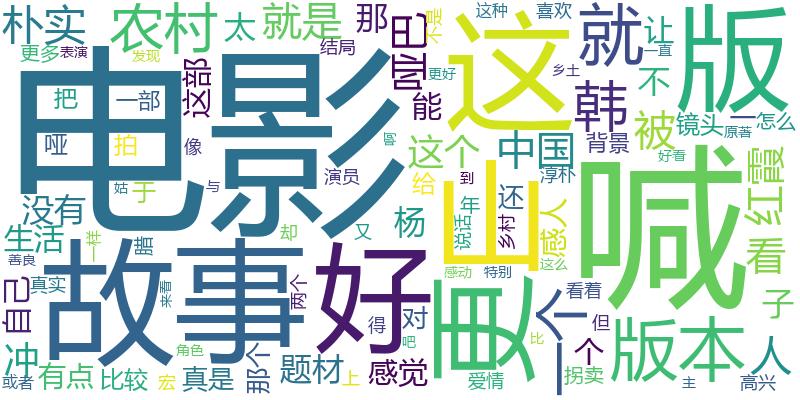 朴实
农村
太
就是
那
哑巴
不是
这种
喜欢
更多
表演
发现
结局
这部
能
一直
更好
乡土
就
让
版
电影
这
韩
不
把
一部
哑
拍
像
这个
中国
背景
被
镜头
一
怎么
原著
好看
姑
于
与
演员
给
到
淳朴
山
喊
红霞
没有
杨
还
年
说话
乡村
感人
生活
腊
一样
却
又
看
善良
真实
故事
好
感动
特别
这么
更
一个
看着
子
自己
来看
两个
得
对
但
版本
人
冲
角色
吧
比
个
或者
有点
比较
宏
真是
那个
题材
上
感觉
爱情
拐卖
主
高兴